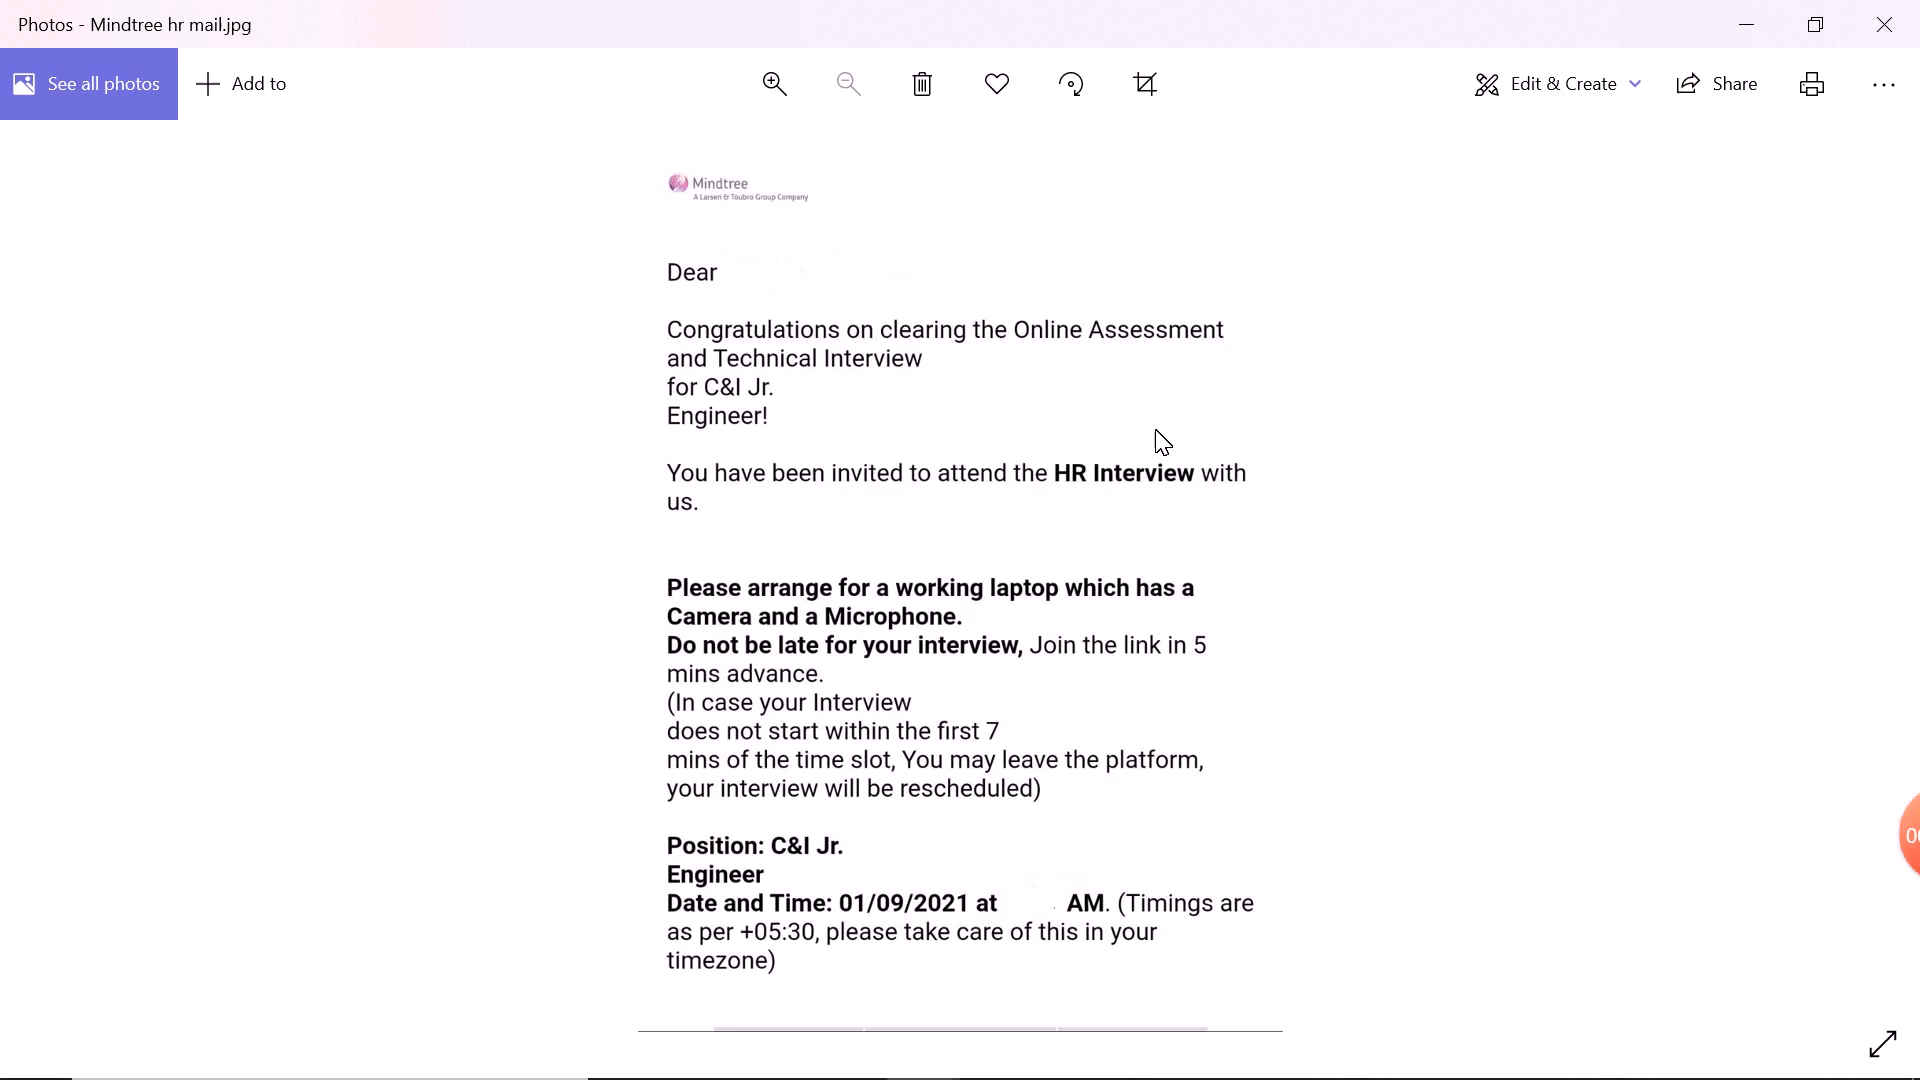 Photos - Mindtree hr mail.jpg
See all photos
Add to
Edit & Create
Share
Mindtree
A Larsen & Toubro Group Company
Dear
Congratulations on clearing the Online Assessment
and Technical Interview
for C&I Jr.
Engineer!
You have been invited to attend the HR Interview with
us.
Please arrange for a working laptop which has a
Camera and a Microphone.
Do not be late for your interview, Join the link in 5
mins advance.
(In case your Interview
does not start within the first 7
mins of the time slot, You may leave the platform,
your interview will be rescheduled)
Position: C&I Jr.
Engineer
Date and Time: 01/09/2021 at AM. (Timings are
as per +05:30, please take care of this in your
timezone)